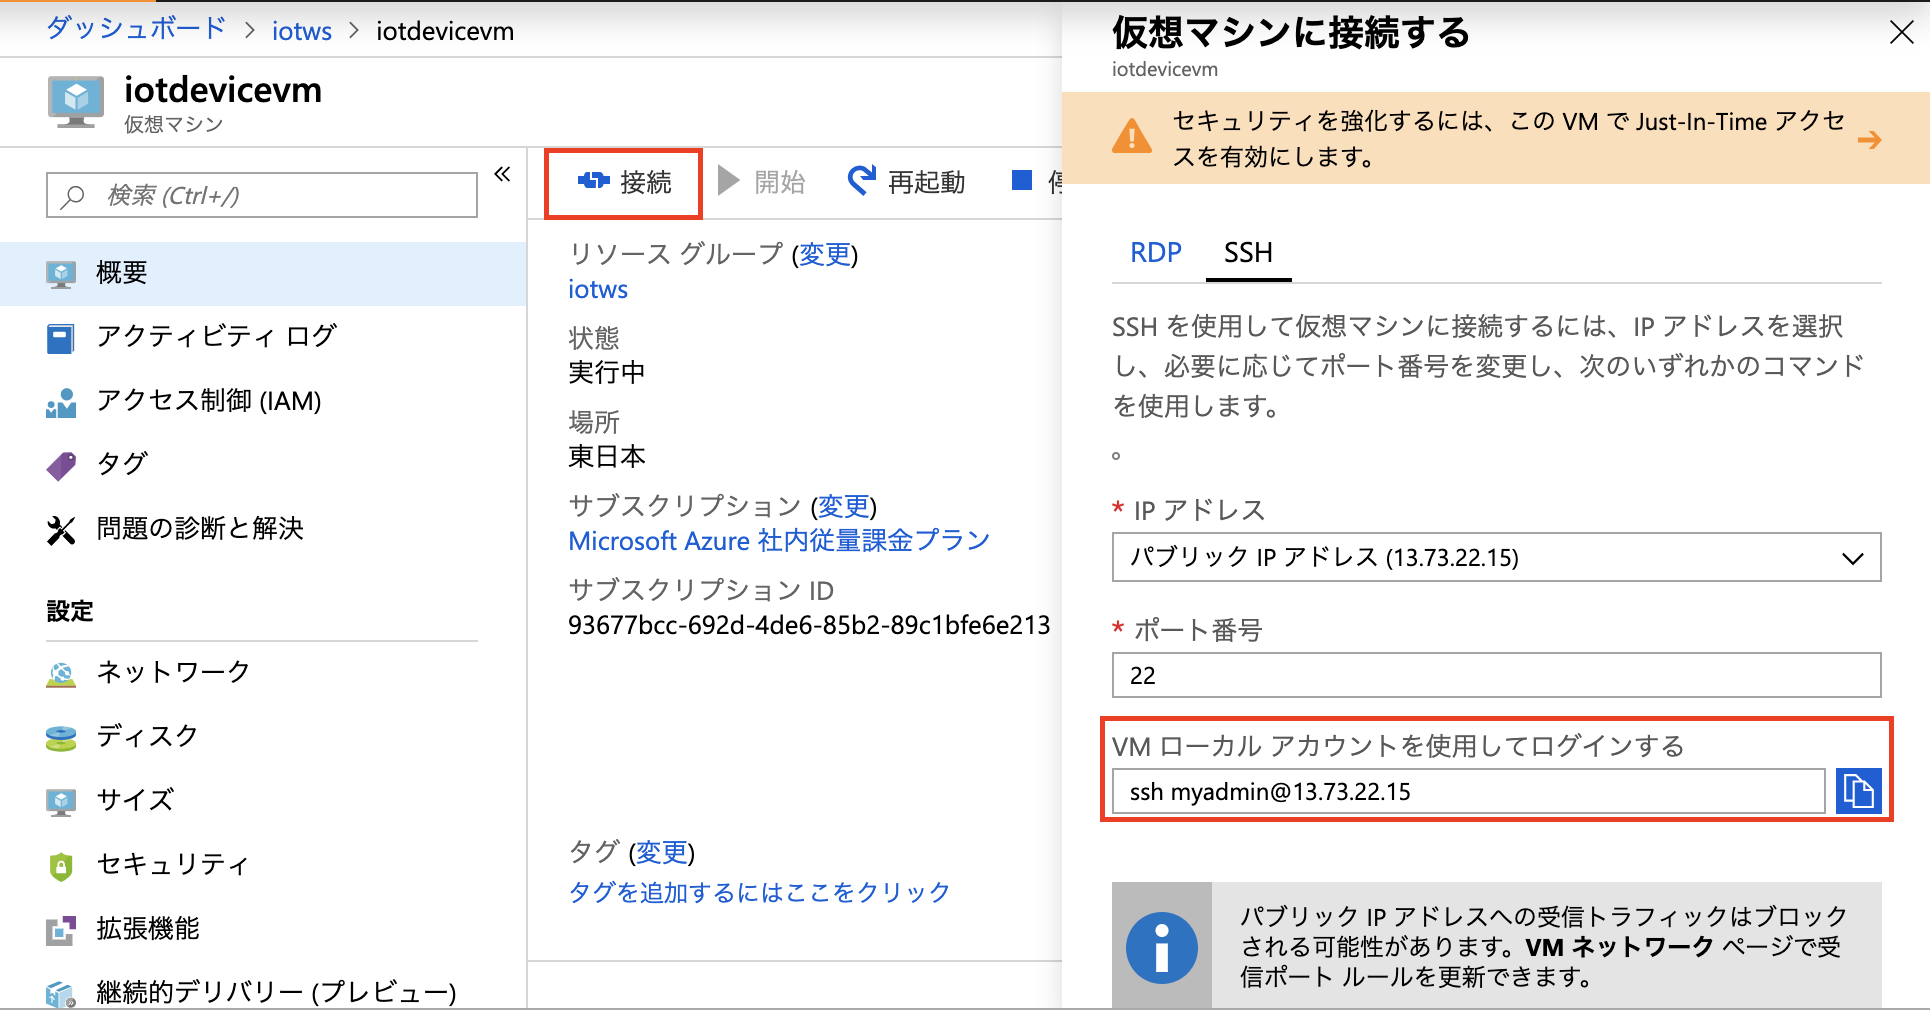 ダッシュボード > iotws > iotdevicevm
iotdevicevm
仮想マシン
検索 (Ctrl+/)
«
概要
アクティビティ ログ
アクセス制御 (IAM)
タグ
問題の診断と解決
設定
ネットワーク
ディスク
サイズ
セキュリティ
拡張機能
継続的デリバリー (プレビュー)
接続 開始 再起動
リソース グループ (変更)
iotws
状態
実行中
場所
東日本
サブスクリプション (変更)
Microsoft Azure 社内従量課金プラン
サブスクリプション ID
93677bcc-692d-4de6-85b2-89c1bfe6e213
タグ (変更)
タグを追加するにはここをクリック
仮想マシンに接続する
iotdevicevm
セキュリティを強化するには、この VM で Just-In-Time アクセ
スを有効にします。
RDP SSH
SSH を使用して仮想マシンに接続するには、IP アドレスを選択
し、必要に応じてポート番号を変更し、次のいずれかのコマンド
を使用します。
。
* IP アドレス
パブリック IP アドレス (13.73.22.15)
* ポート番号
22
VM ローカル アカウントを使用してログインする
ssh myadmin@13.73.22.15
パブリック IP アドレスへの受信トラフィックはブロック
される可能性があります。VM ネットワーク ページで受
信ポート ルールを更新できます。